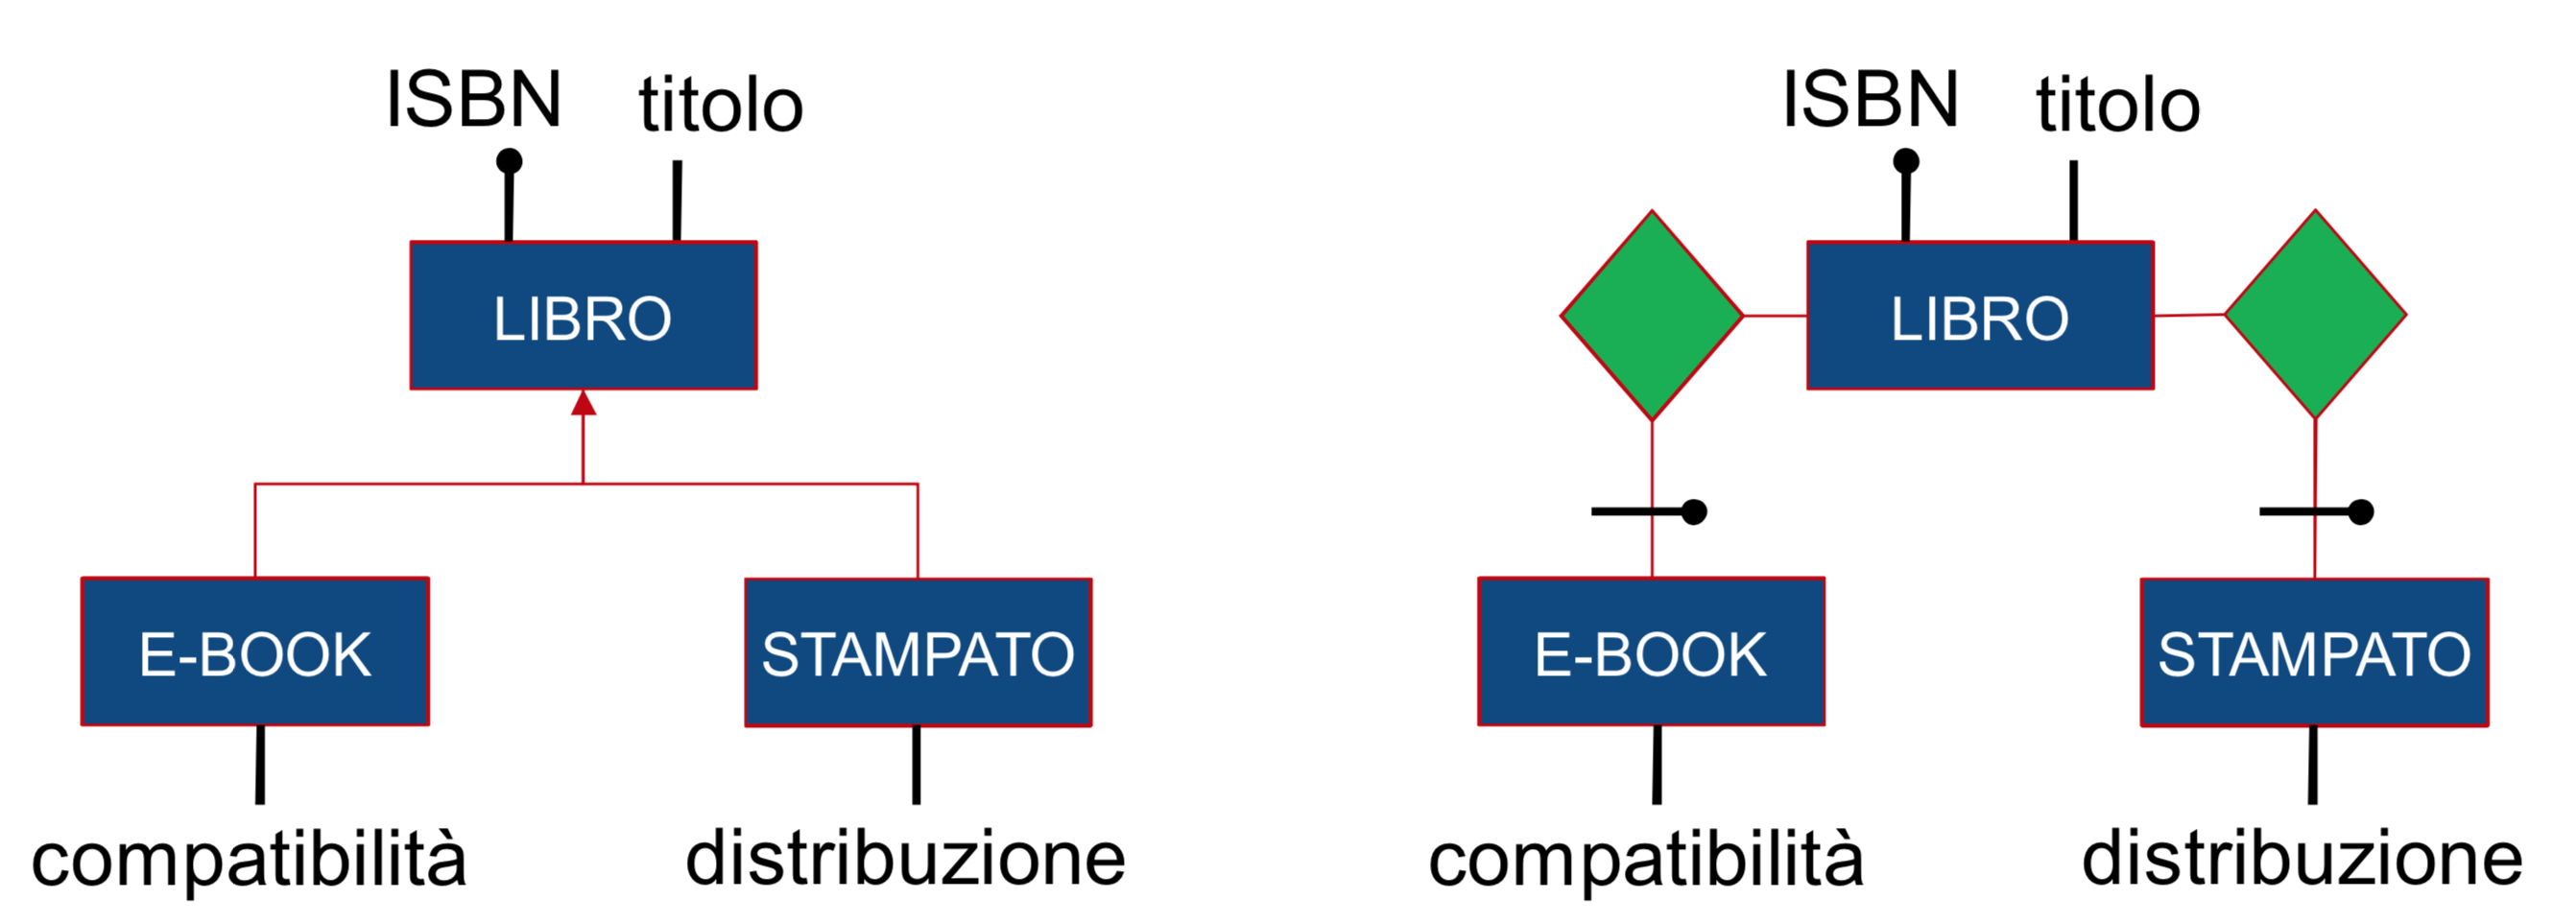 ISBN titolo
LIBRO
E-BOOK STAMPATO
compatibilità distribuzione
ISBN titolo
LIBRO
E-BOOK STAMPATO
compatibilità distribuzione